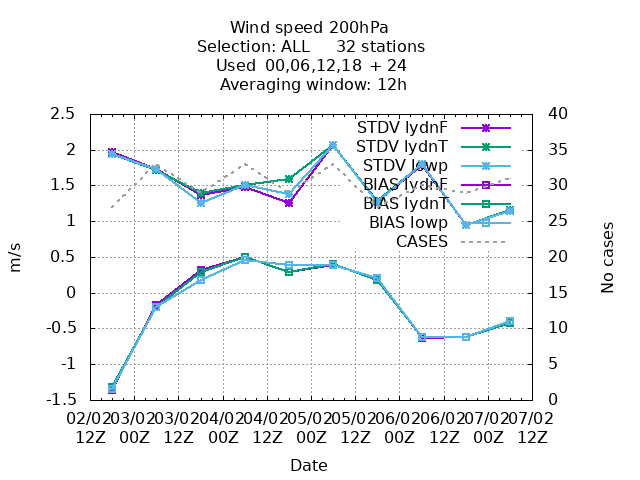 Wind speed 200hPa
Selection: ALL 32 stations
Used 00,06,12,18 + 24
Averaging window: 12h
2.5
2
1.5
1
0.5
0
-0.5
-1
-1.5
m/s
40
35
30
25
20
15
10
5
0
No cases
STDV lydnF
STDV lydnT
STDV lowp
BIAS lydnF
BIAS lydnT
BIAS lowp
CASES
02/02 03/02 03/02 04/02 04/02 05/02 05/02 06/02 06/02 07/02 07/02
12Z 00Z 12Z 00Z 12Z 00Z 12Z 00Z 12Z 00Z 12Z
Date